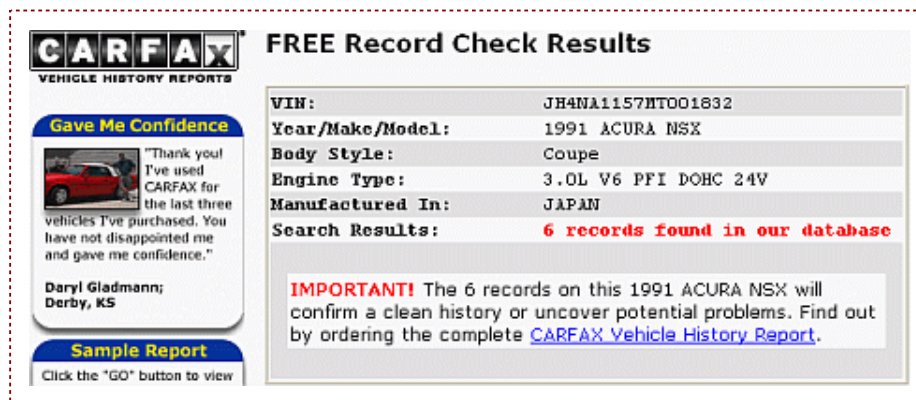 CARFAX
VEHICLE HISTORY REPORTS
FREE Record Check Results
Gave Me Confidence
"Thank you!
I've used
CARFAX for
the last three
vehicles I've purchased. You
have not disappointed me
and gave me confidence."
Daryl Gladmann;
Derby, KS
Sample Report
Click the "GO" button to view
VIN: JH4NA1157MT001832
Year/Make/Model: 1991 ACURA NSX
Body Style: Coupe
Engine Type: 3.0L V6 PFI DOHC 24V
Manufactured In: JAPAN
Search Results: 6 records found in our database
IMPORTANT! The 6 records on this 1991 ACURA NSX will
confirm a clean history or uncover potential problems. Find out
by ordering the complete CARFAX Vehicle History Report.